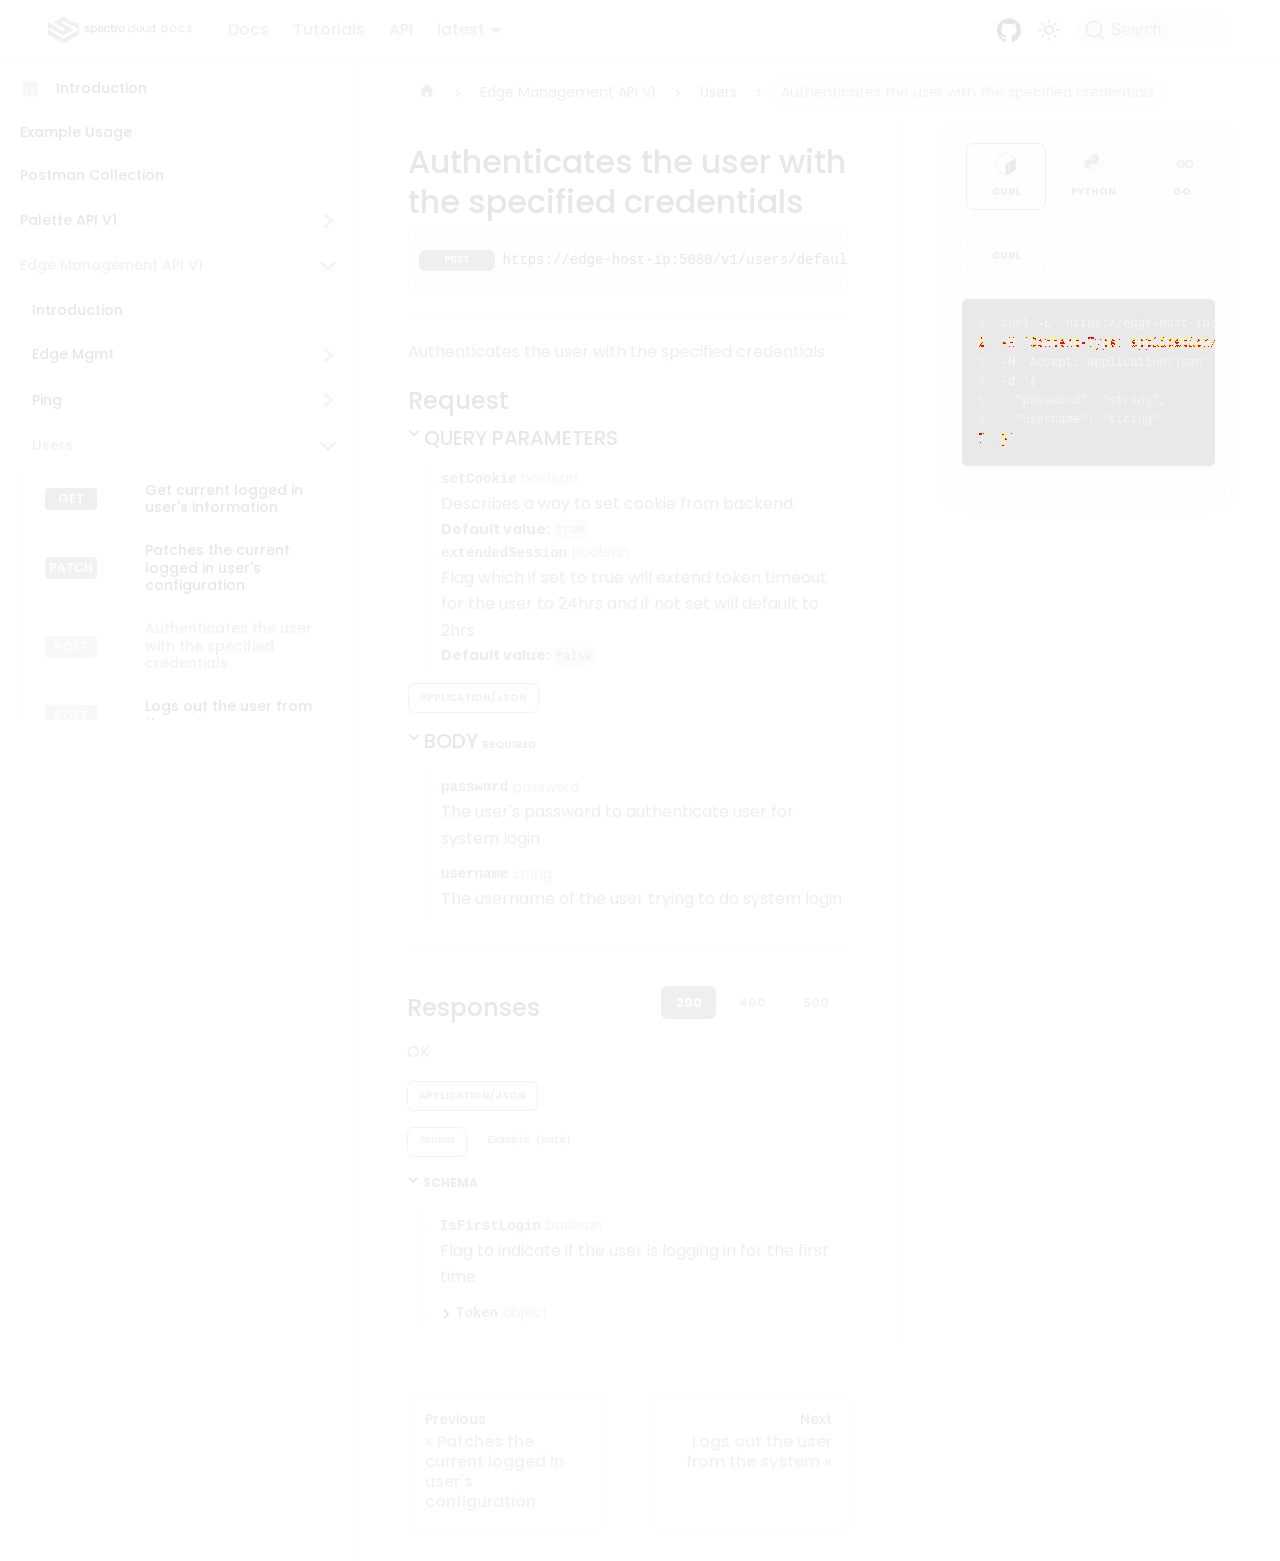 spectro cloud DOCS Docs Tutorials API latest Search
Introduction
Example Usage
Postman Collection
Palette API V1
Edge Management API V1
Introduction
Edge Mgmt
Ping
Users
GET Get current logged in
user's information
PATCH Patches the current
logged in user's
configuration
POST Authenticates the user
with the specified
credentials
POST Logs out the user from
Edge Management API V1 Users Authenticates the user with the specified credentials
Authenticates the user with
the specified credentials
POST https://edge-host-ip:5080/v1/users/defaul
Authenticates the user with the specified credentials
Request
QUERY PARAMETERS
setCookie boolean
Describes a way to set cookie from backend.
Default value: true
extendedSession boolean
Flag which if set to true will extend token timeout
for the user to 24hrs and if not set will default to
2hrs
Default value: false
APPLICATION/JSON
BODY REQUIRED
password password
The user's password to authenticate user for
system login
username string
The username of the user trying to do system login
Responses
200 400 500
OK
APPLICATION/JSON
Schema Example (auto)
SCHEMA
IsFirstLogin boolean
Flag to indicate if the user is logging in for the first
time
Token object
Previous
« Patches the
current logged in
user's
configuration
Next
Logs out the user
from the system »
CURL PYTHON GO
CURL
1 curl -L 'https://edge-host-ip:
2 -H 'Content-Type: application/
3 -H 'Accept: application/json'
4 -d '{
5 "password": "string",
6 "username": "string"
7 }'